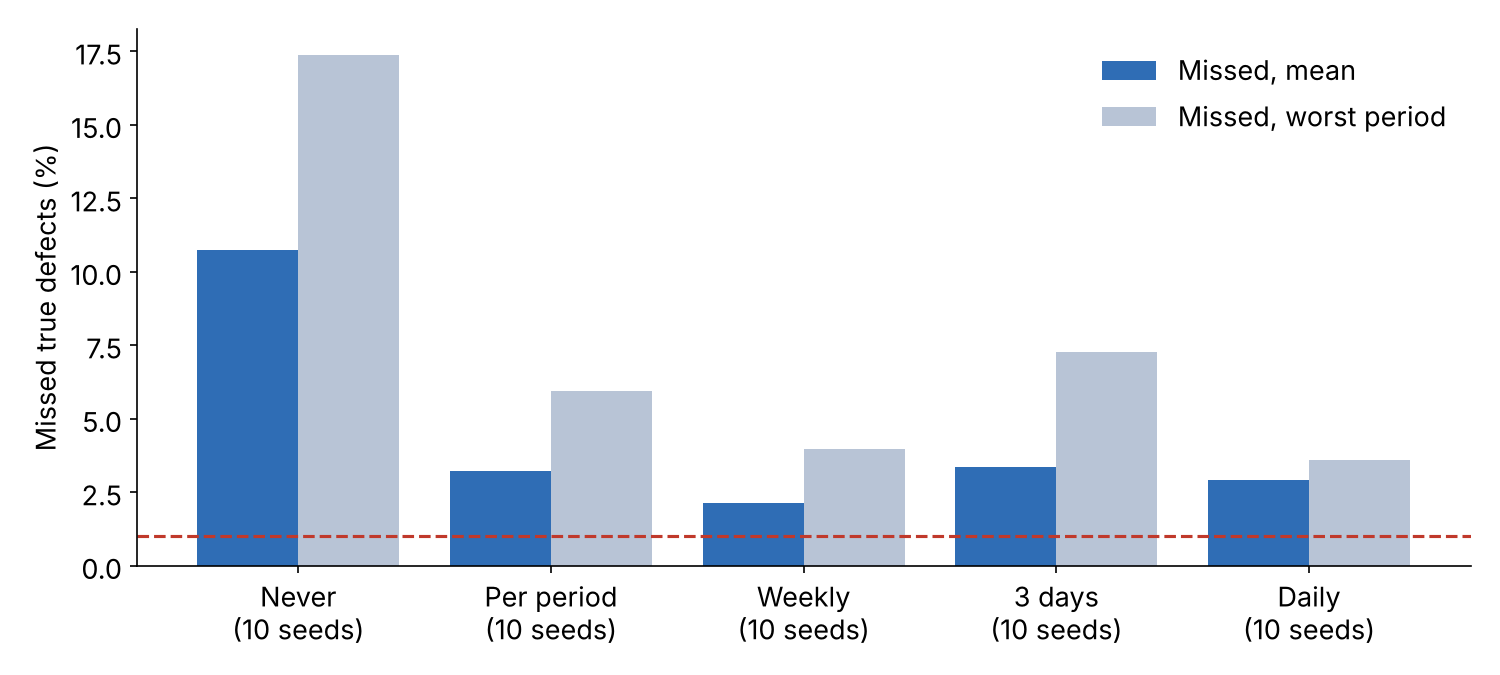 17.5
15.0
12.5
10.0
7.5
5.0
2.5
0.0
Missed true defects (%)
Missed, mean
Missed, worst period
Never
(10 seeds)
Per period
(10 seeds)
Weekly
(10 seeds)
3 days
(10 seeds)
Daily
(10 seeds)